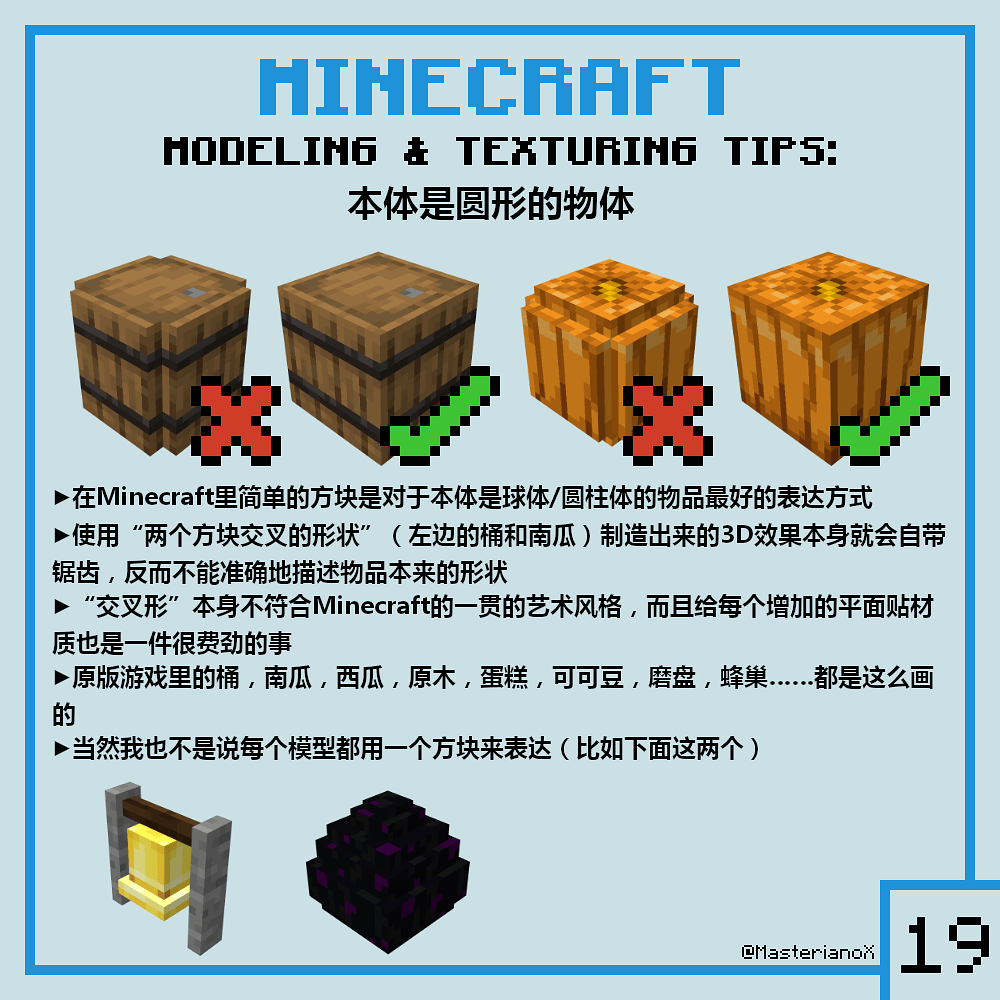 MINECRAFT
MODELING & TEXTURING TIPS:
本体是圆形的物体
►在Minecraft里简单的方块是对于本体是球体/圆柱体的物品最好的表达方式
►使用“两个方块交叉的形状”（左边的桶和南瓜）制造出来的3D效果本身就会自带
锯齿，反而不能准确地描述物品本来的形状
►“交叉形”本身不符合Minecraft的一贯的艺术风格，而且给每个增加的平面贴材
质也是一件很费劲的事
►原版游戏里的桶，南瓜，西瓜，原木，蛋糕，可可豆，磨盘，蜂巢……都是这么画
的
►当然我也不是说每个模型都用一个方块来表达（比如下面这两个）
@MasterianoX
19